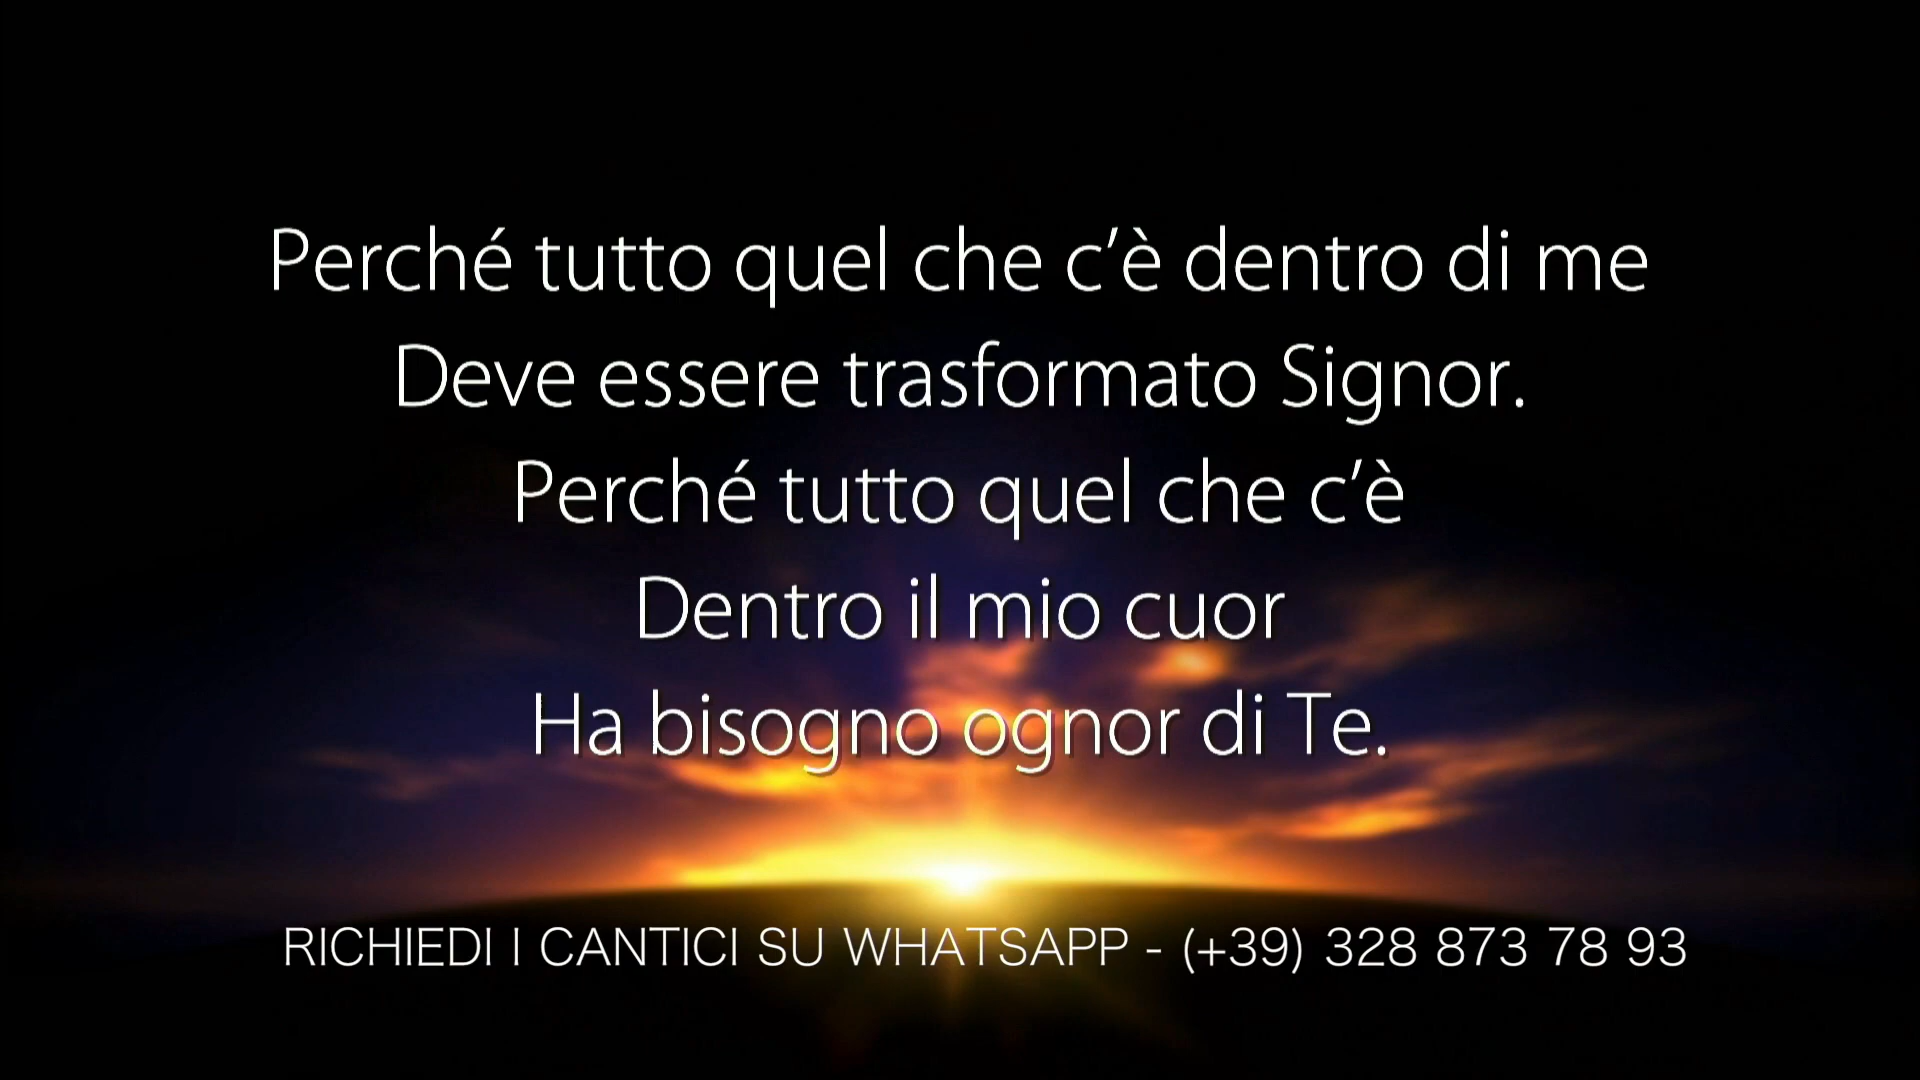 Perché tutto quel che c’è dentro di me
Deve essere trasformato Signor.
Perché tutto quel che c’è
Dentro il mio cuor
Ha bisogno ognor di Te.
RICHIEDI I CANTICI SU WHATSAPP - (+39) 328 873 78 93